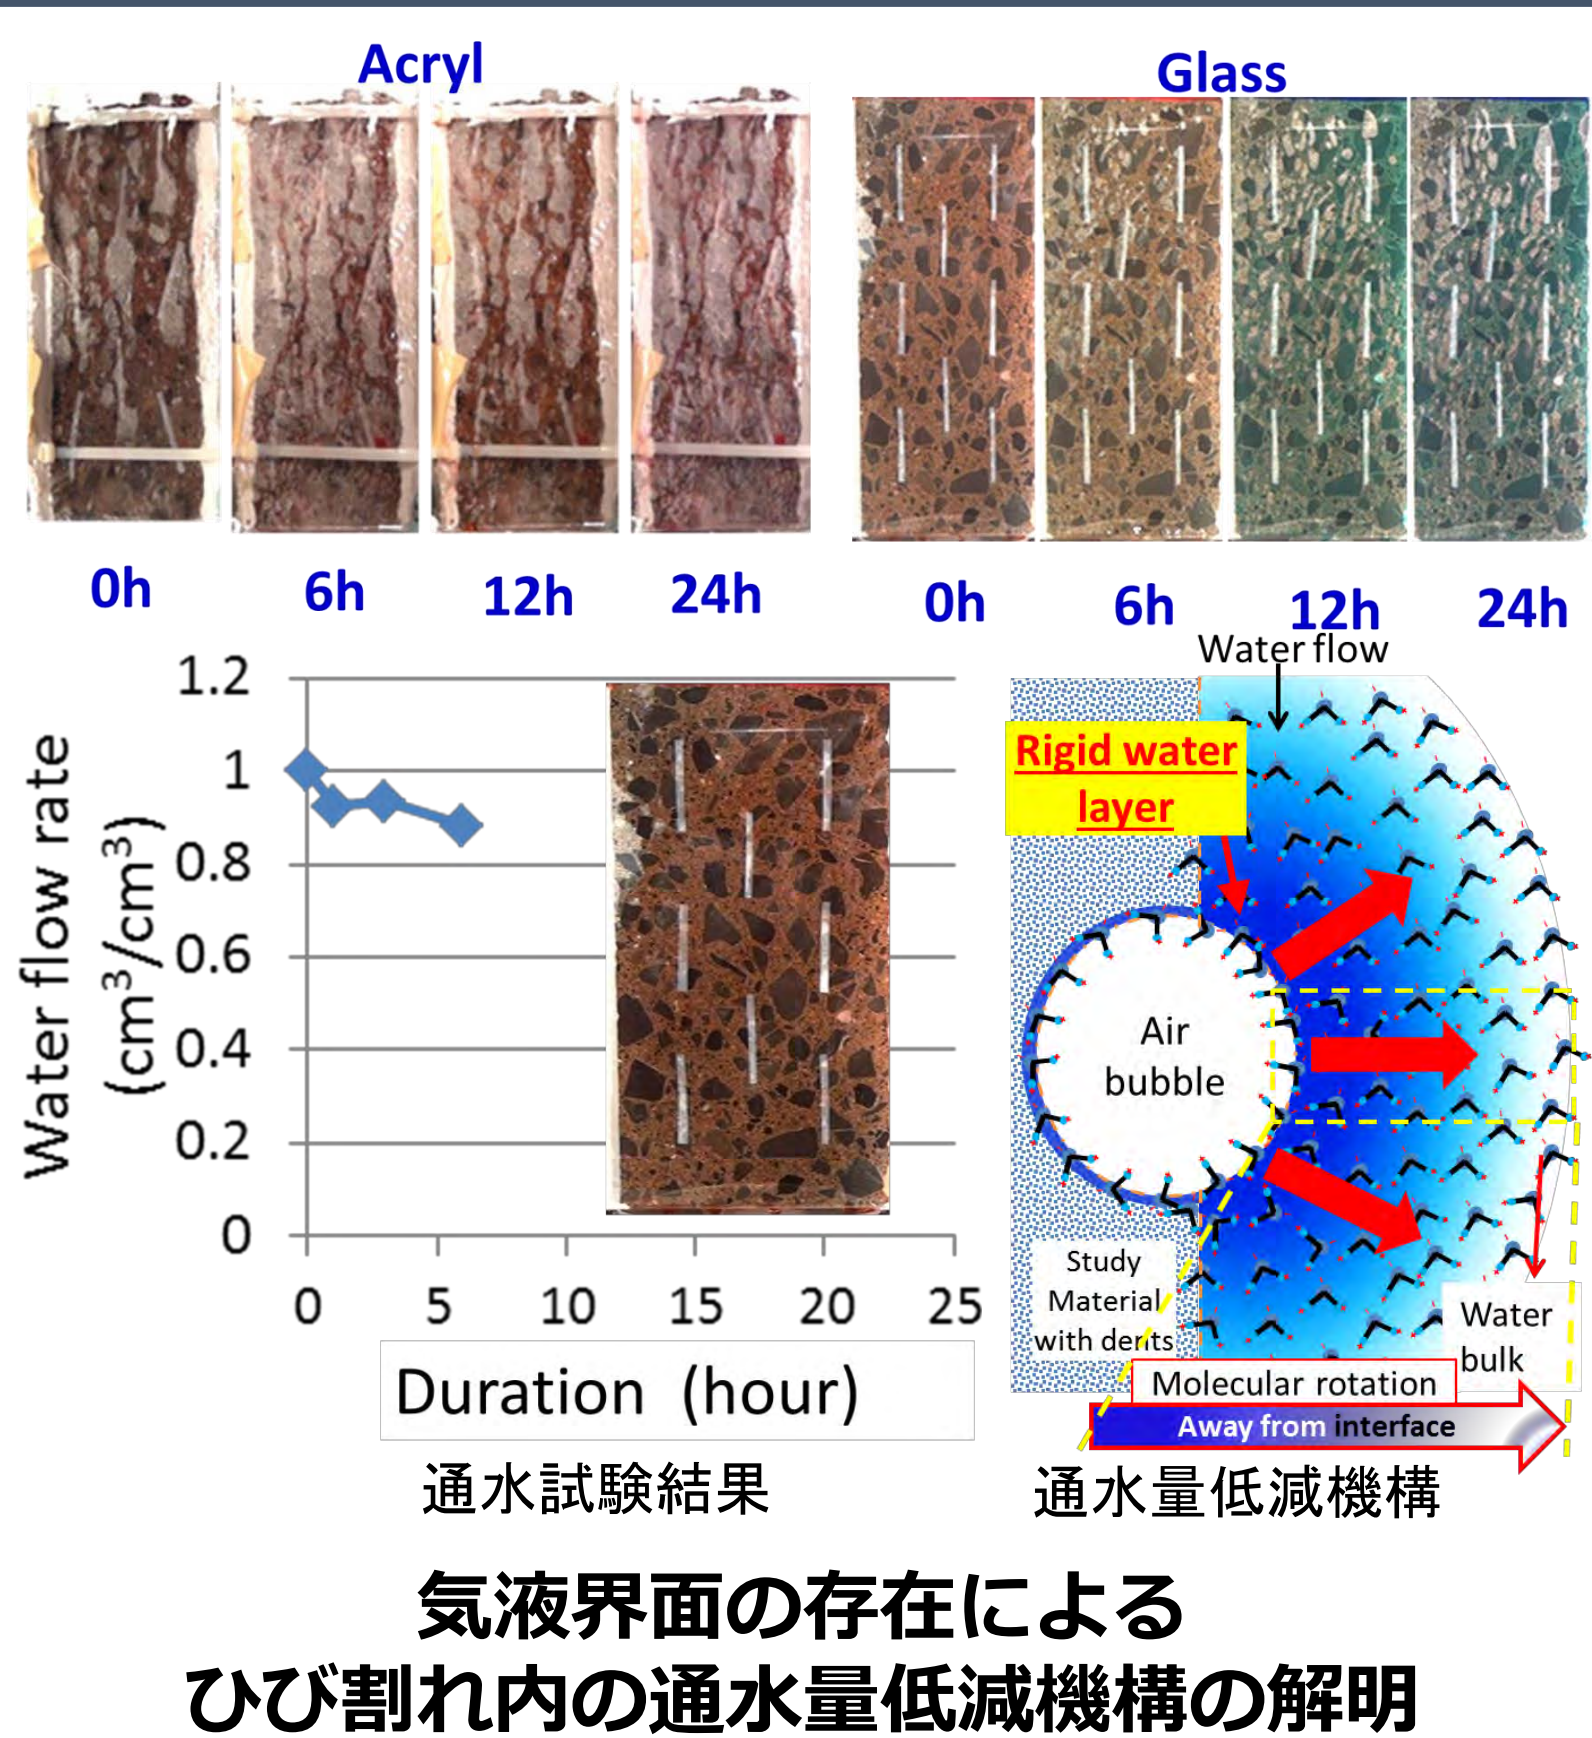 Acryl
Glass
0h
6h
12h
24h
0h
6h
12h
24h
Water flow rate
(cm³/cm³)
1.2
1
0.8
0.6
0.4
0.2
0
0
5
10
15
20
25
Duration (hour)
通水試験結果
Water flow
Rigid water
layer
Air
bubble
Study
Material
with dents
Water
bulk
Molecular rotation
Away from interface
通水量低減機構
気液界面の存在による
ひび割れ内の通水量低減機構の解明